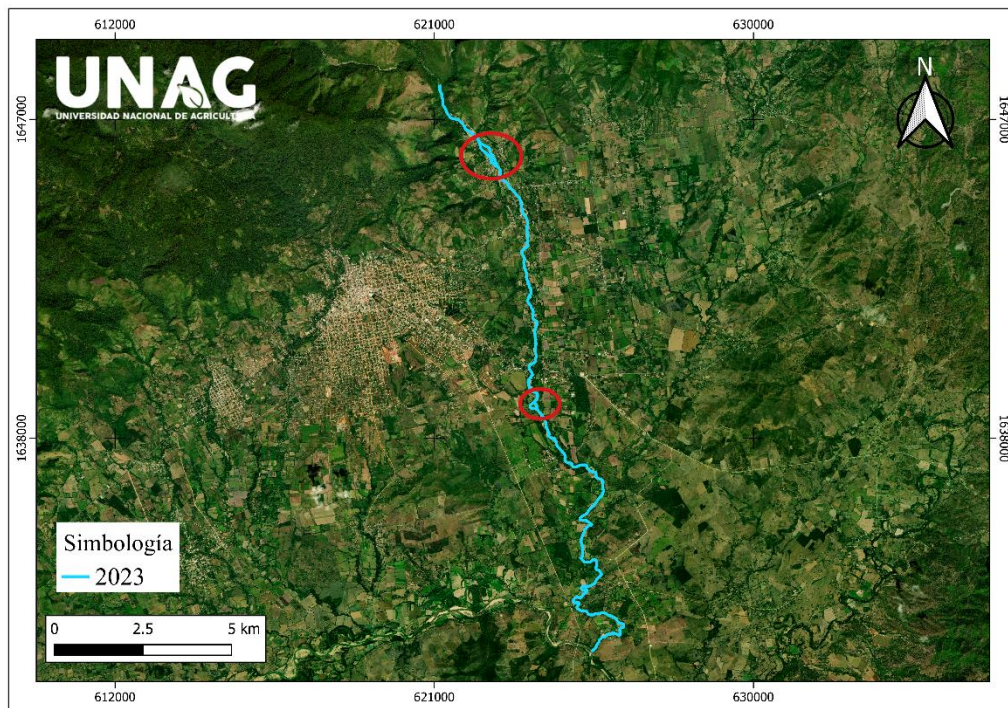 612000
621000
630000
UNAG
UNIVERSIDAD NACIONAL DE AGRICULTURA
N
1647000
1647000
1638000
1638000
Simbología
2023
0 2.5 5 km
612000
621000
630000